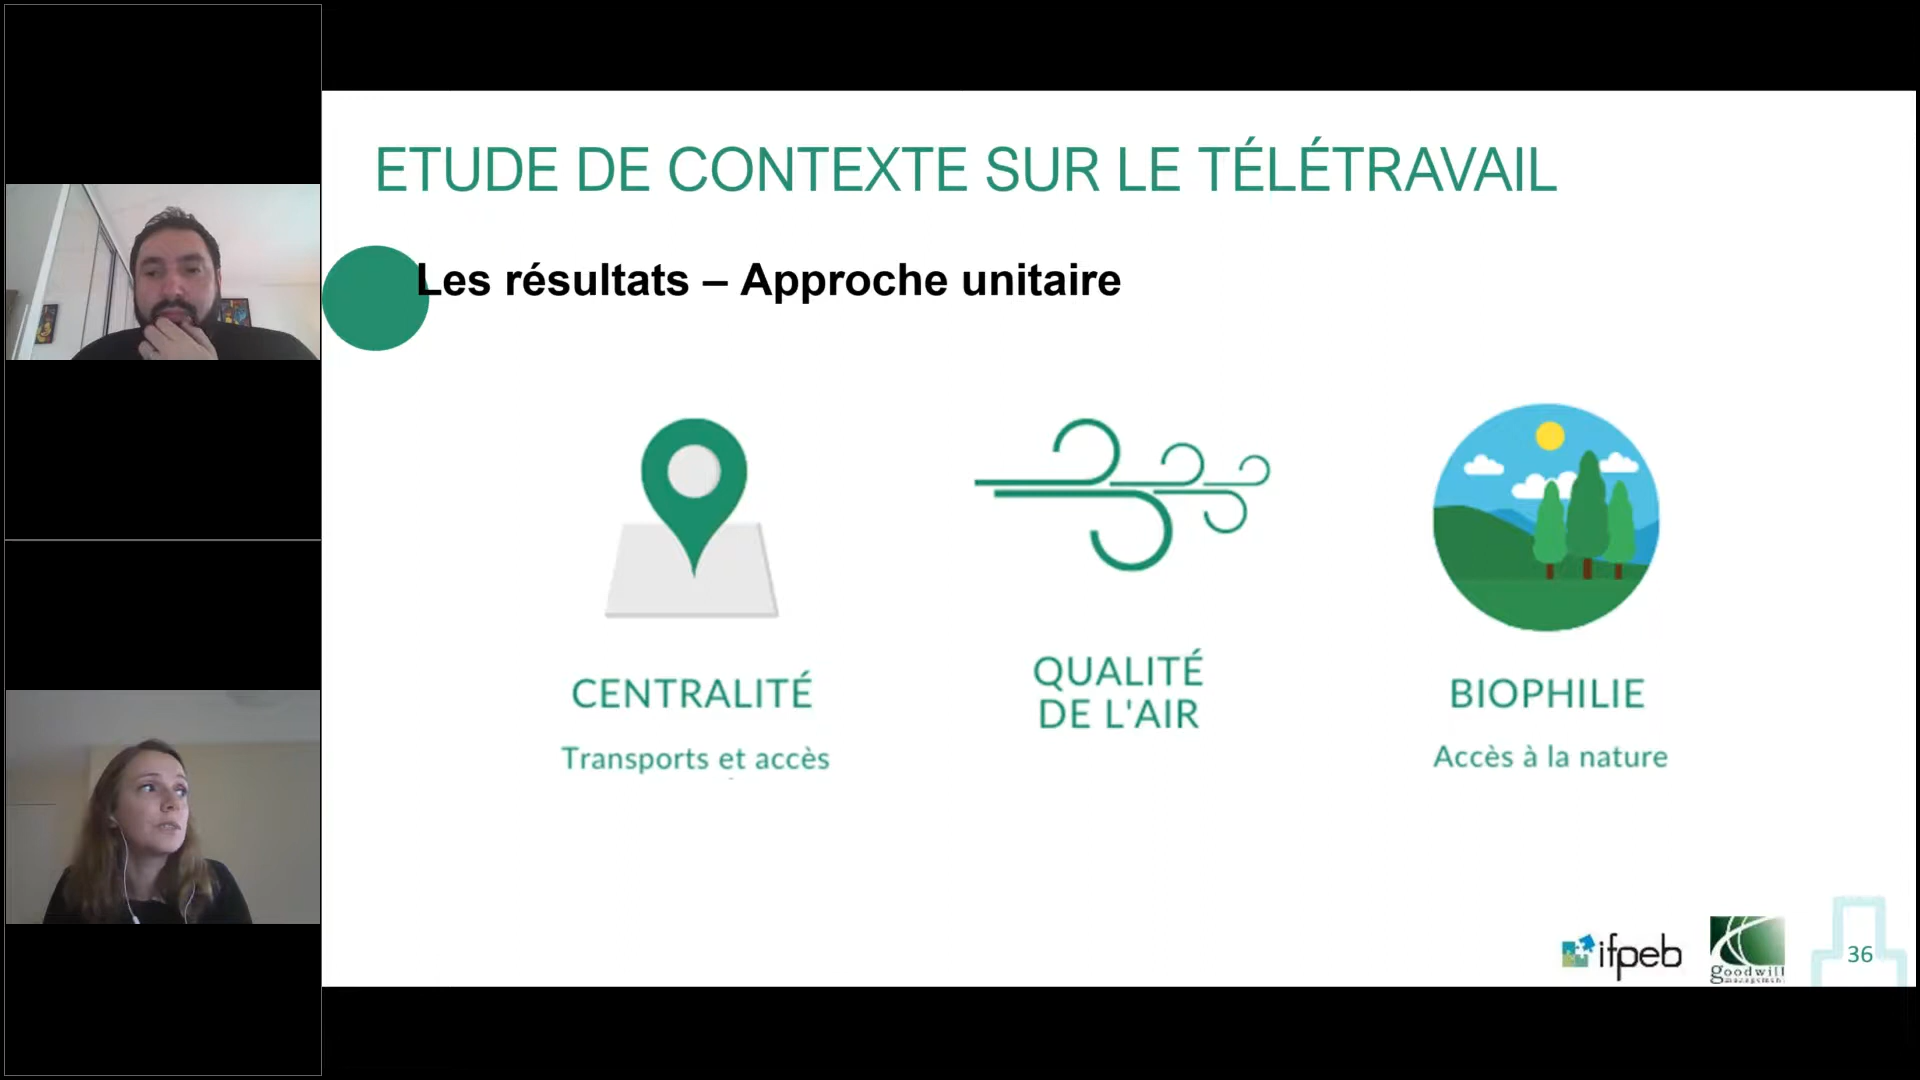 ETUDE DE CONTEXTE SUR LE TÉLÉTRAVAIL
Les résultats – Approche unitaire
CENTRALITÉ
Transports et accès
QUALITÉ
DE L'AIR
BIOPHILIE
Accès à la nature
ifpeb
goodwill
management
36